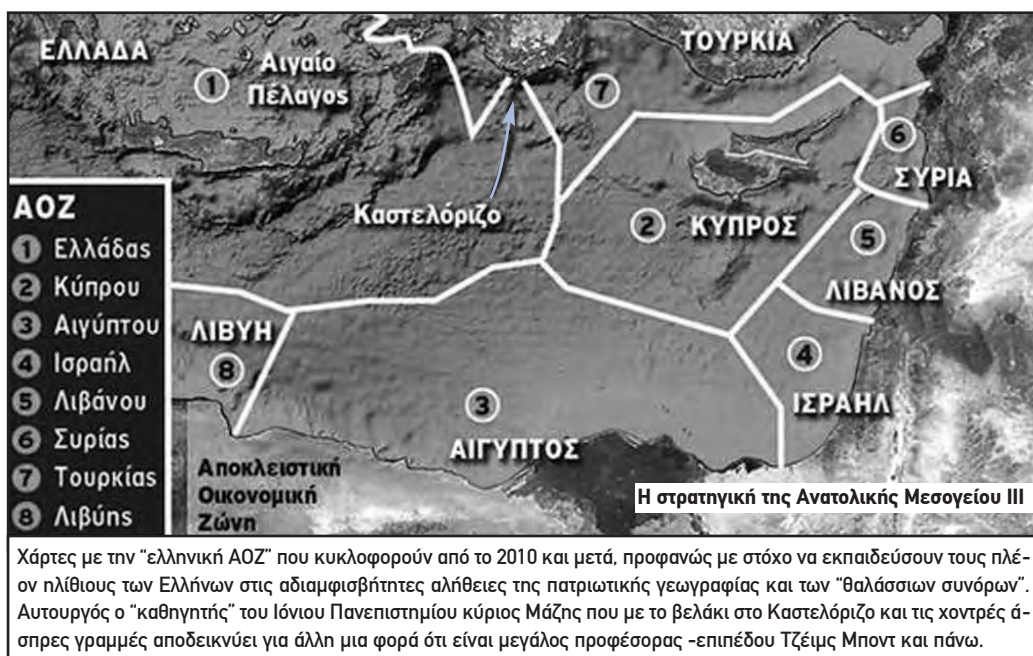 ΕΛΛΑΔΑ
ΤΟΥΡΚΙΑ
1
Αιγαίο
Πέλαγος
7
6
ΣΥΡΙΑ
Καστελόριζο
2
ΚΥΠΡΟΣ
5
ΛΙΒΑΝΟΣ
ΑΟΖ
1 Ελλάδας
2 Κύπρου
3 Αιγύπτου
4 Ισραήλ
5 Λιβάνου
6 Συρίας
7 Τουρκίας
8 Λιβύης
ΛΙΒΥΗ
8
4
ΙΣΡΑΗΛ
3
ΑΙΓΥΠΤΟΣ
Αποκλειστική
Οικονομική
Ζώνη
Η στρατηγική της Ανατολικής Μεσογείου ΙΙΙ
Χάρτες με την “ελληνική ΑΟΖ” που κυκλοφορούν από το 2010 και μετά, προφανώς με στόχο να εκπαιδεύσουν τους πλέ-
ον ηλίθιους των Ελλήνων στις αδιαμφισβήτητες αλήθειες της πατριωτικής γεωγραφίας και των “θαλάσσιων συνόρων”.
Αυτουργός ο “καθηγητής” του Ιόνιου Πανεπιστημίου κύριος Μάζης που με το βελάκι στο Καστελόριζο και τις χοντρές ά-
σπρες γραμμές αποδεικνύει για άλλη μια φορά ότι είναι μεγάλος προφέσορας -επιπέδου Τζέιμς Μποντ και πάνω.